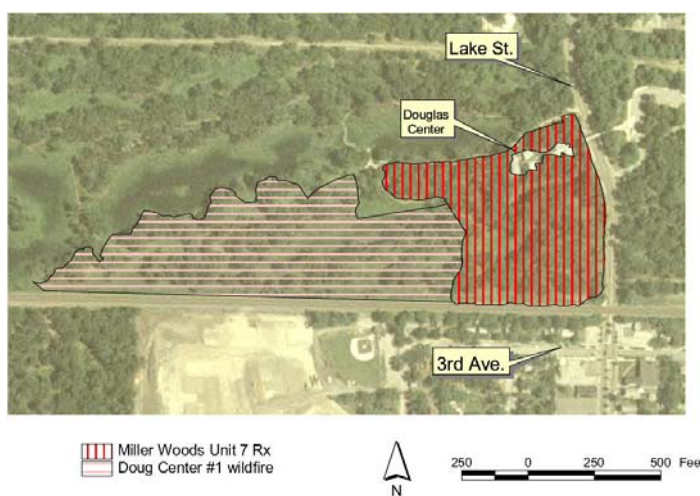 Lake St.
Douglas
Center
3rd Ave.
Miller Woods Unit 7 Rx
Doug Center #1 wildfire
250 0 250 500 Fee
N